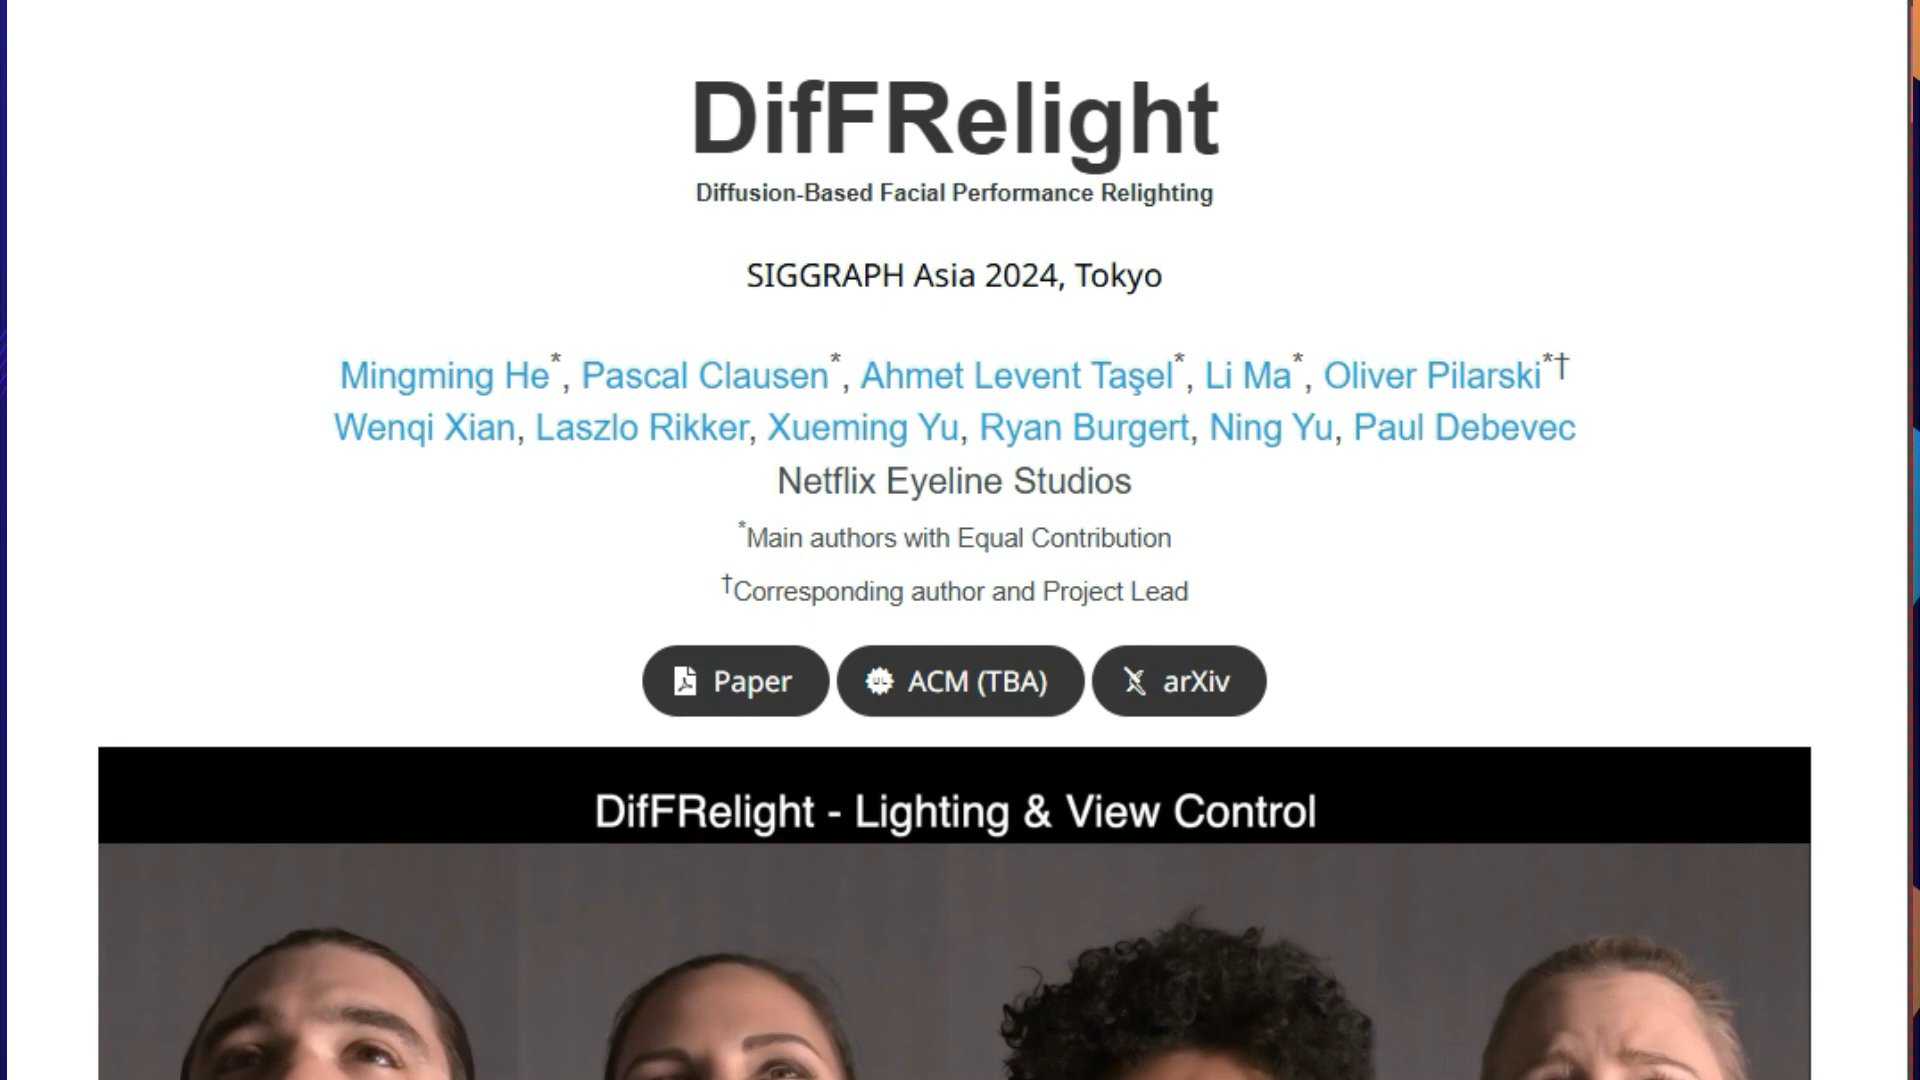 DifFRelight
Diffusion-Based Facial Performance Relighting
SIGGRAPH Asia 2024, Tokyo
Mingming He*, Pascal Clausen*, Ahmet Levent Taşel*, Li Ma*, Oliver Pilarski*†
Wenqi Xian, Laszlo Rikker, Xueming Yu, Ryan Burgert, Ning Yu, Paul Debevec
Netflix Eyeline Studios
*Main authors with Equal Contribution
†Corresponding author and Project Lead
Paper ACM (TBA) arXiv
DifFRelight - Lighting & View Control